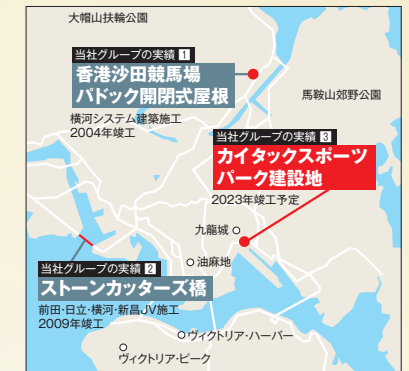 大帽山扶輪公園
当社グループの実績 1
香港沙田競馬場
パドック開閉式屋根
横河システム建築施工
2004年竣工
馬鞍山郊野公園
当社グループの実績 3
カイタックスポーツ
パーク建設地
2023年竣工予定
九龍城
油麻地
当社グループの実績 2
ストーンカッターズ橋
前田・日立・横河・新昌JV施工
2009年竣工
ヴィクトリア・ハーバー
ヴィクトリア・ピーク